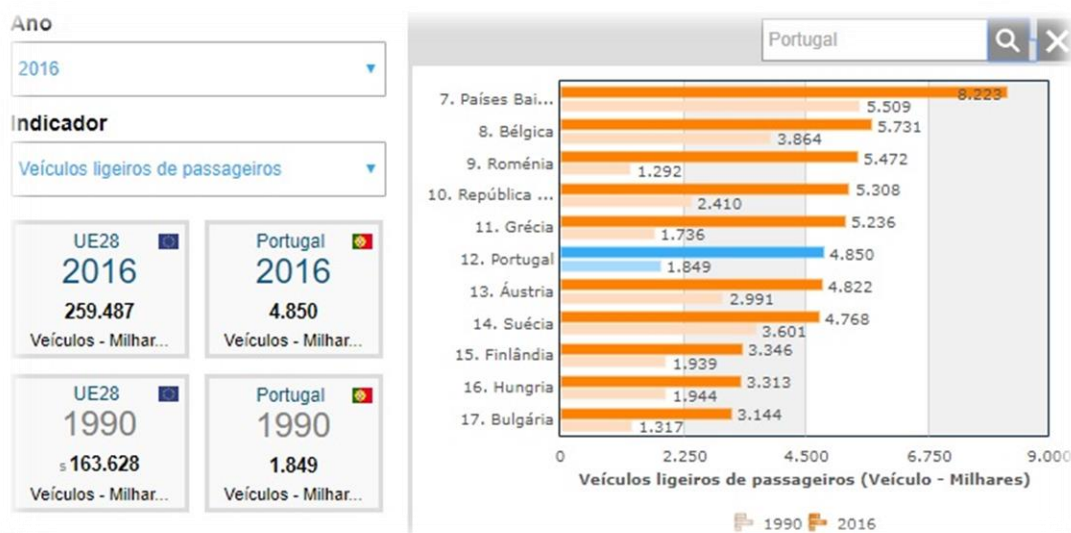 Ano
2016
Indicador
Veículos ligeiros de passageiros
UE28
2016
259.487
Veículos - Milhar...
Portugal
2016
4.850
Veículos - Milhar...
UE28
1990
s 163.628
Veículos - Milhar...
Portugal
1990
1.849
Veículos - Milhar...
Portugal
7. Países Bai...
8.223
5.509
8. Bélgica
5.731
3.864
9. Roménia
5.472
1.292
10. República ...
5.308
2.410
11. Grécia
5.236
1.736
12. Portugal
4.850
1.849
13. Áustria
4.822
2.991
14. Suécia
4.768
3.601
15. Finlândia
3.346
1.939
16. Hungria
3.313
1.944
17. Bulgária
3.144
1.317
0 2.250 4.500 6.750 9.000
Veículos ligeiros de passageiros (Veículo - Milhares)
1990 2016